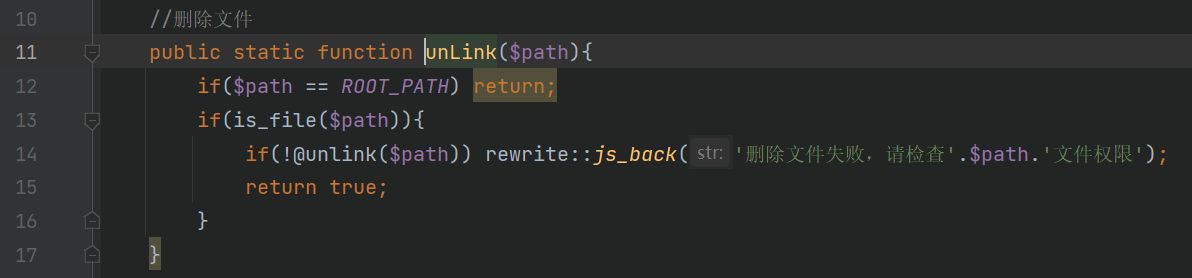 10 //删除文件
11 public static function unLink($path){
12 if($path == ROOT_PATH) return;
13 if(is_file($path)){
14 if(!@unlink($path)) rewrite::js_back( str: '删除文件失败，请检查'.$path.'文件权限');
15 return true;
16 }
17 }